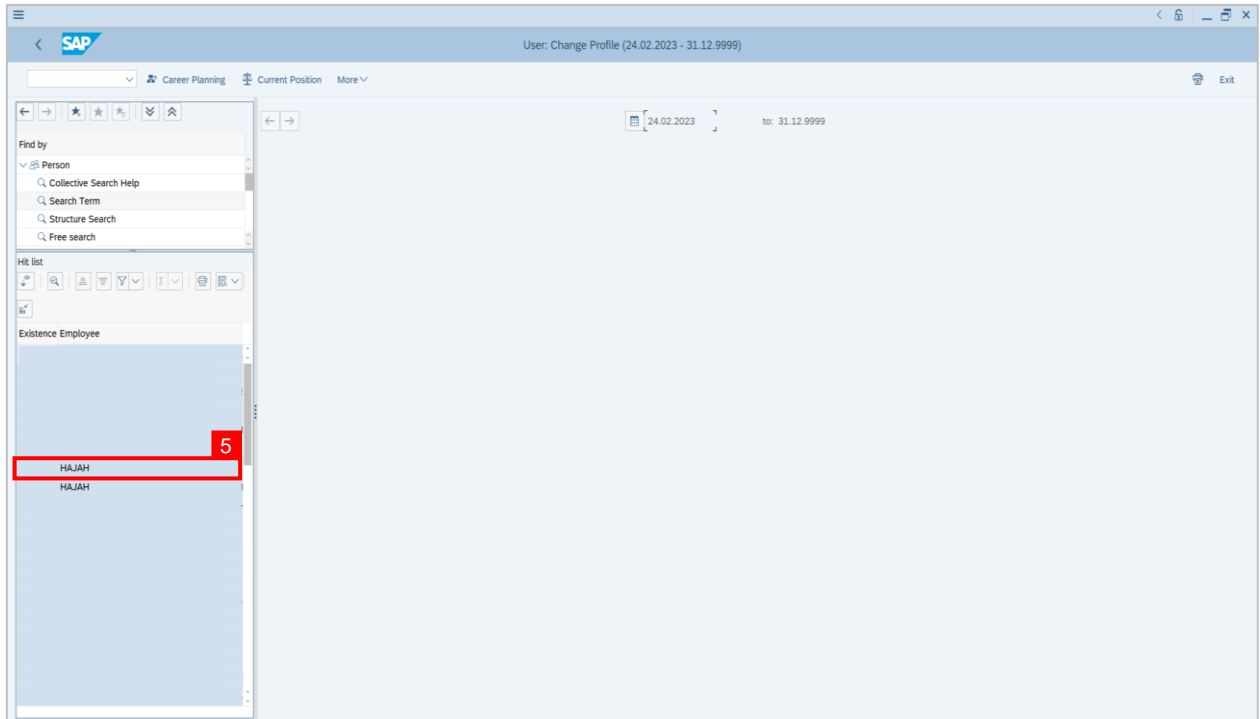 SAP
User: Change Profile (24.02.2023 - 31.12.9999)
Career Planning Current Position More Exit
24.02.2023 to: 31.12.9999
Find by
Person
Collective Search Help
Search Term
Structure Search
Free search
Hit list
Existence Employee
5
HAJAH
HAJAH